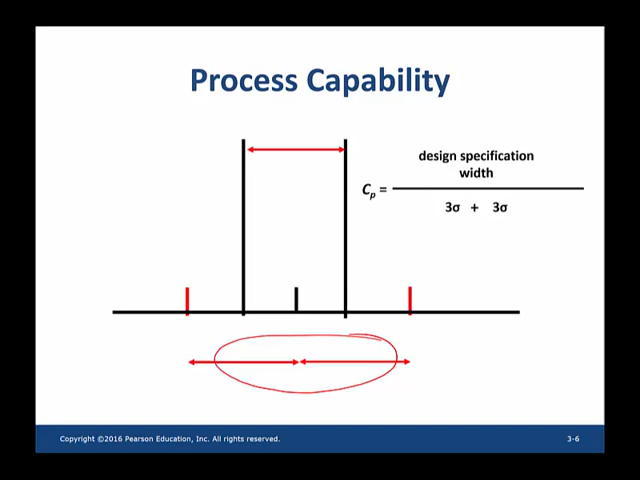 Process Capability
design specification
width
Cp =
3σ + 3σ
Copyright ©2016 Pearson Education, Inc. All rights reserved.
3-6